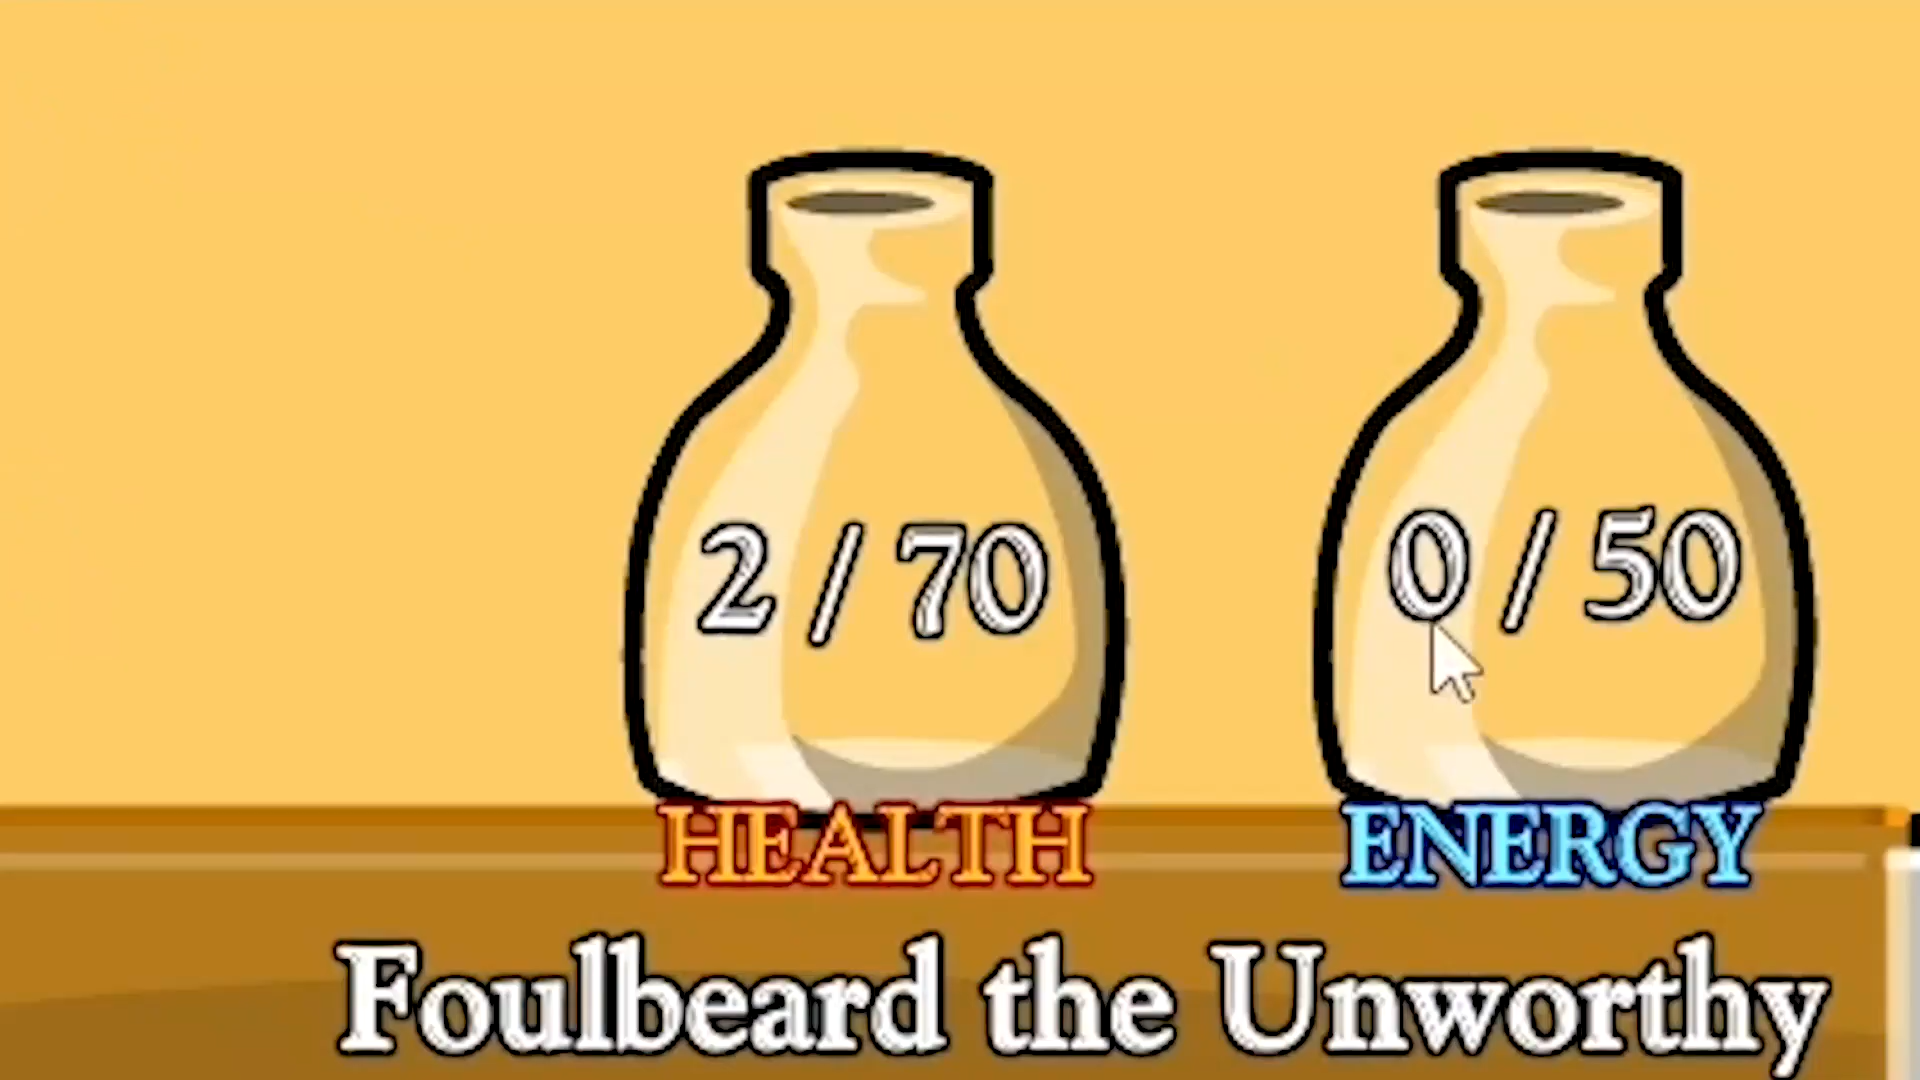 2 / 70
0 / 50
HEALTH
ENERGY
Foulbeard the Unworthy